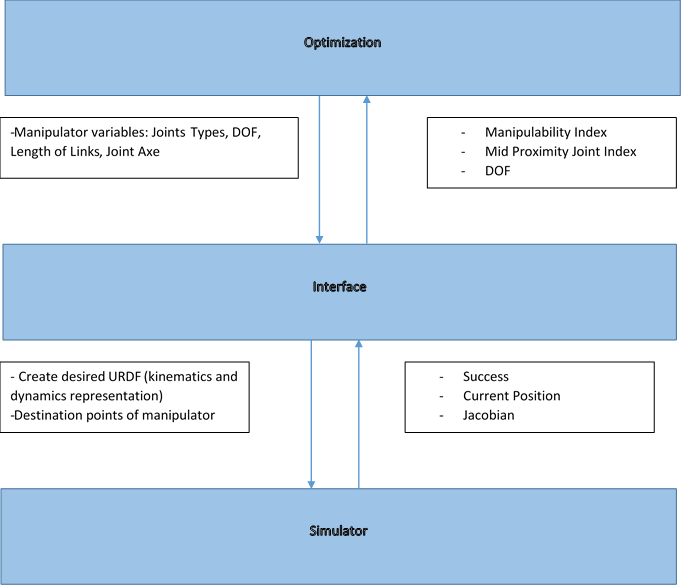 Optimization
-Manipulator variables: Joints Types, DOF,
Length of Links, Joint Axe
- Manipulability Index
- Mid Proximity Joint Index
- DOF
Interface
- Create desired URDF (kinematics and
dynamics representation)
-Destination points of manipulator
- Success
- Current Position
- Jacobian
Simulator